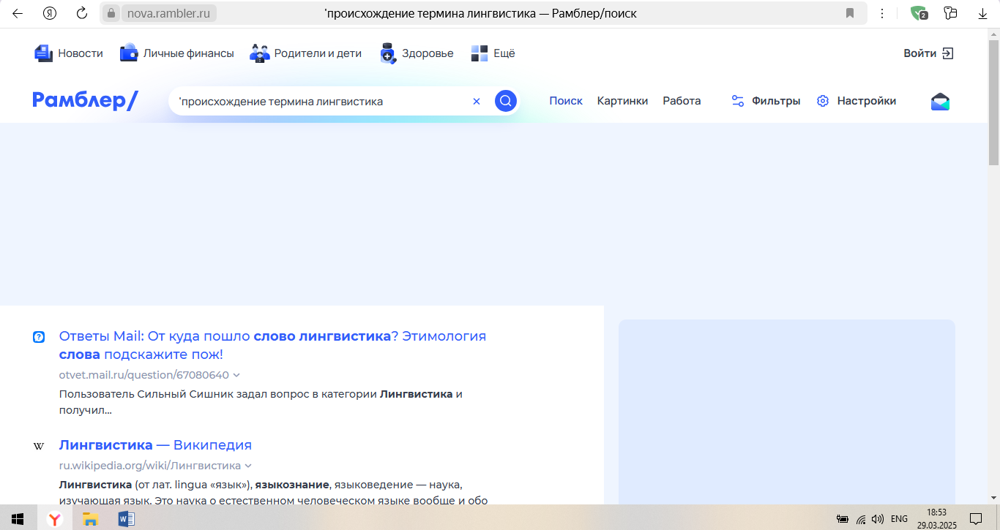 nova.rambler.ru
'происхождение термина лингвистика — Рамблер/поиск
2
Новости
Личные финансы
Родители и дети
Здоровье
Ещё
Войти
Рамблер/
'происхождение термина лингвистика
Поиск
Картинки
Работа
Фильтры
Настройки
Ответы Mail: От куда пошло слово лингвистика? Этимология
слова подскажите пож!
otvet.mail.ru/question/67080640
Пользователь Сильный Сишник задал вопрос в категории Лингвистика и
получил...
W
Лингвистика — Википедия
ru.wikipedia.org/wiki/Лингвистика
Лингвистика (от лат. lingua «язык»), языкознание, языковедение — наука,
изучающая язык. Это наука о естественном человеческом языке вообще и обо
ENG
18:53
29.03.2025